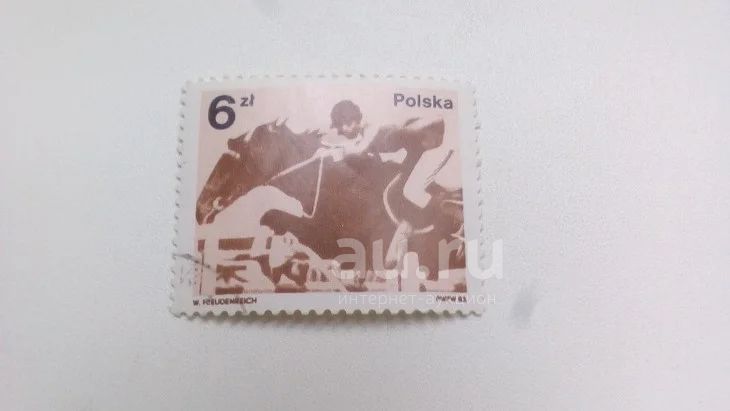 6 zł
Polska
au.ru
интернет-аукцион
W. FREUDENREICH
PWPW 83